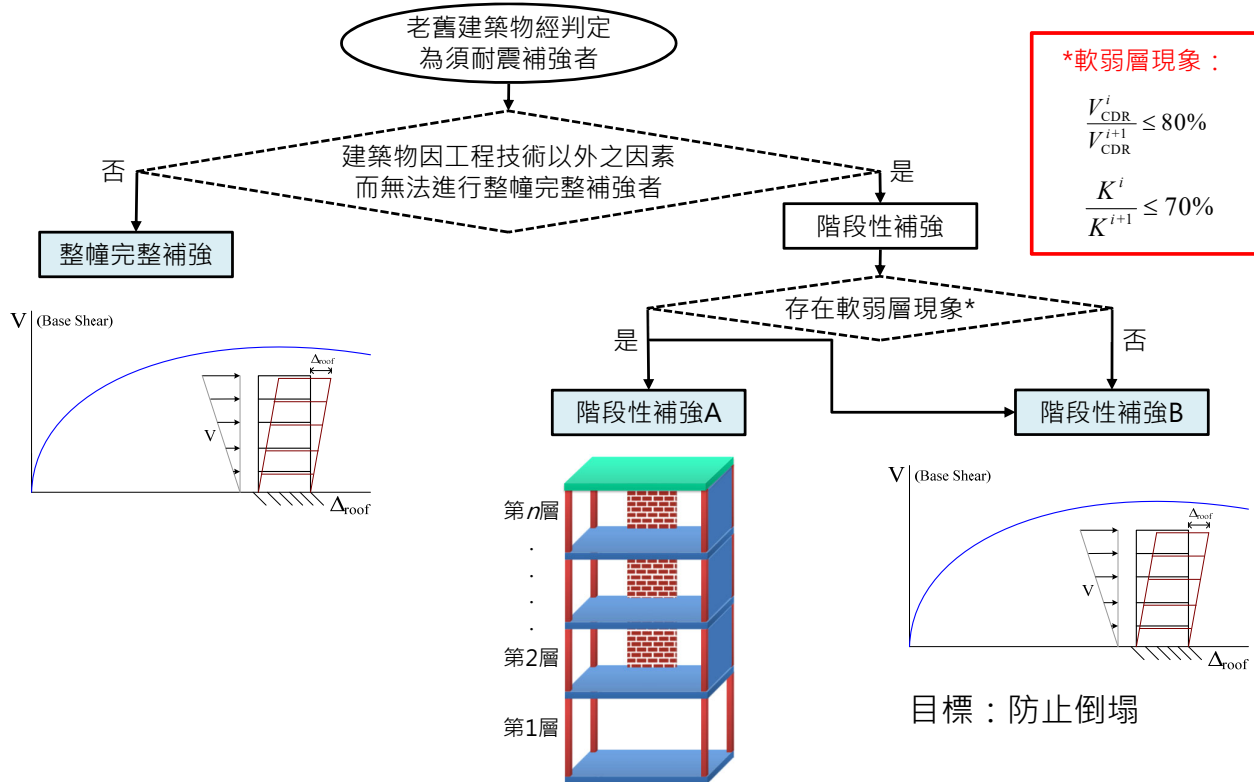 老舊建築物經判定
為須耐震補強者
*軟弱層現象：
V^i_CDR / V^{i+1}_CDR ≤ 80%
K^i / K^{i+1} ≤ 70%
建築物因工程技術以外之因素
而無法進行整幢完整補強者
否
是
整幢完整補強
階段性補強
存在軟弱層現象*
是
否
階段性補強A
階段性補強B
V (Base Shear)
Δroof
V
Δroof
第n層
.
.
.
第2層
第1層
V (Base Shear)
Δroof
V
Δroof
目標：防止倒塌